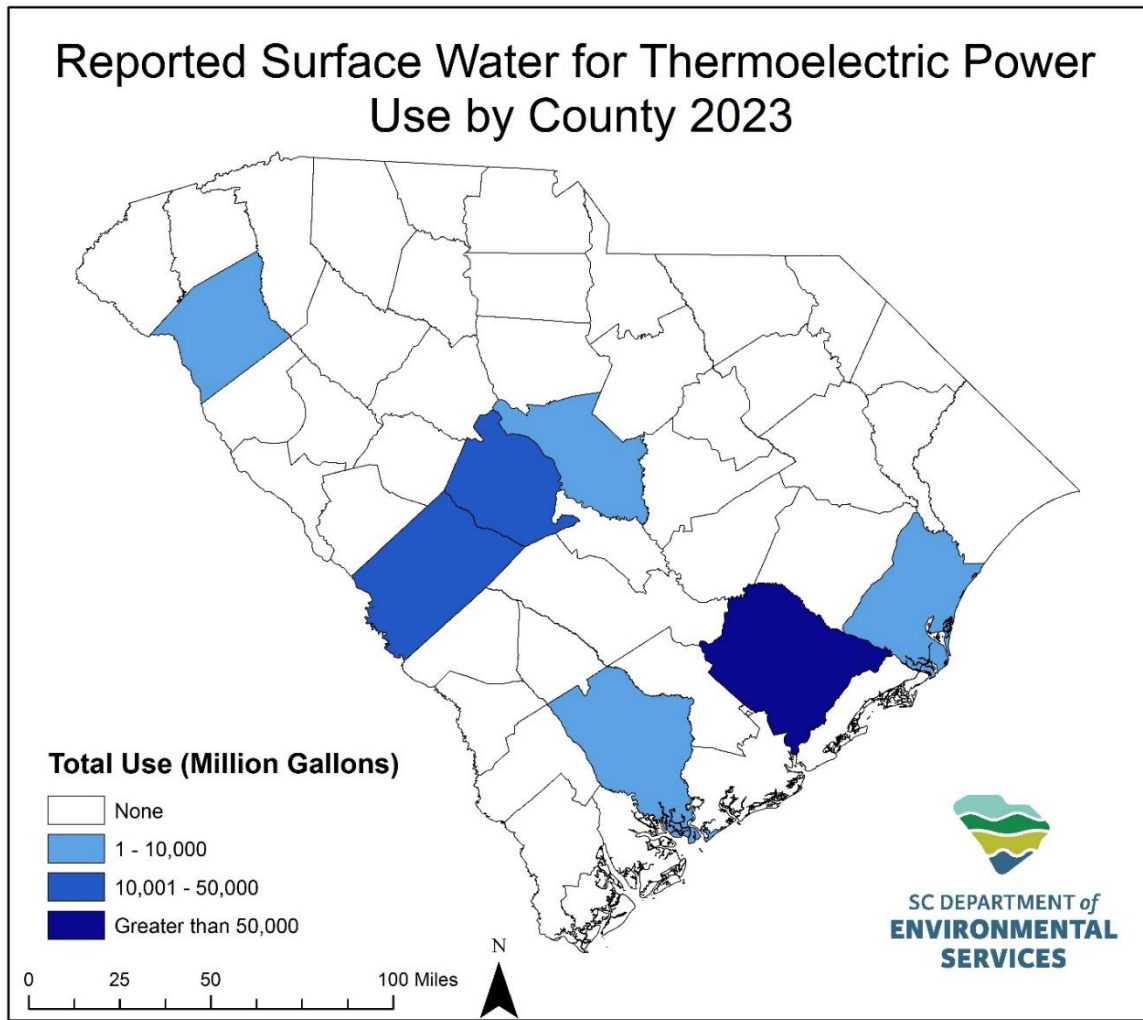 Reported Surface Water for Thermoelectric Power
Use by County 2023
Total Use (Million Gallons)
None
1 - 10,000
10,001 - 50,000
Greater than 50,000
0 25 50 100 Miles
N
SC DEPARTMENT of
ENVIRONMENTAL
SERVICES